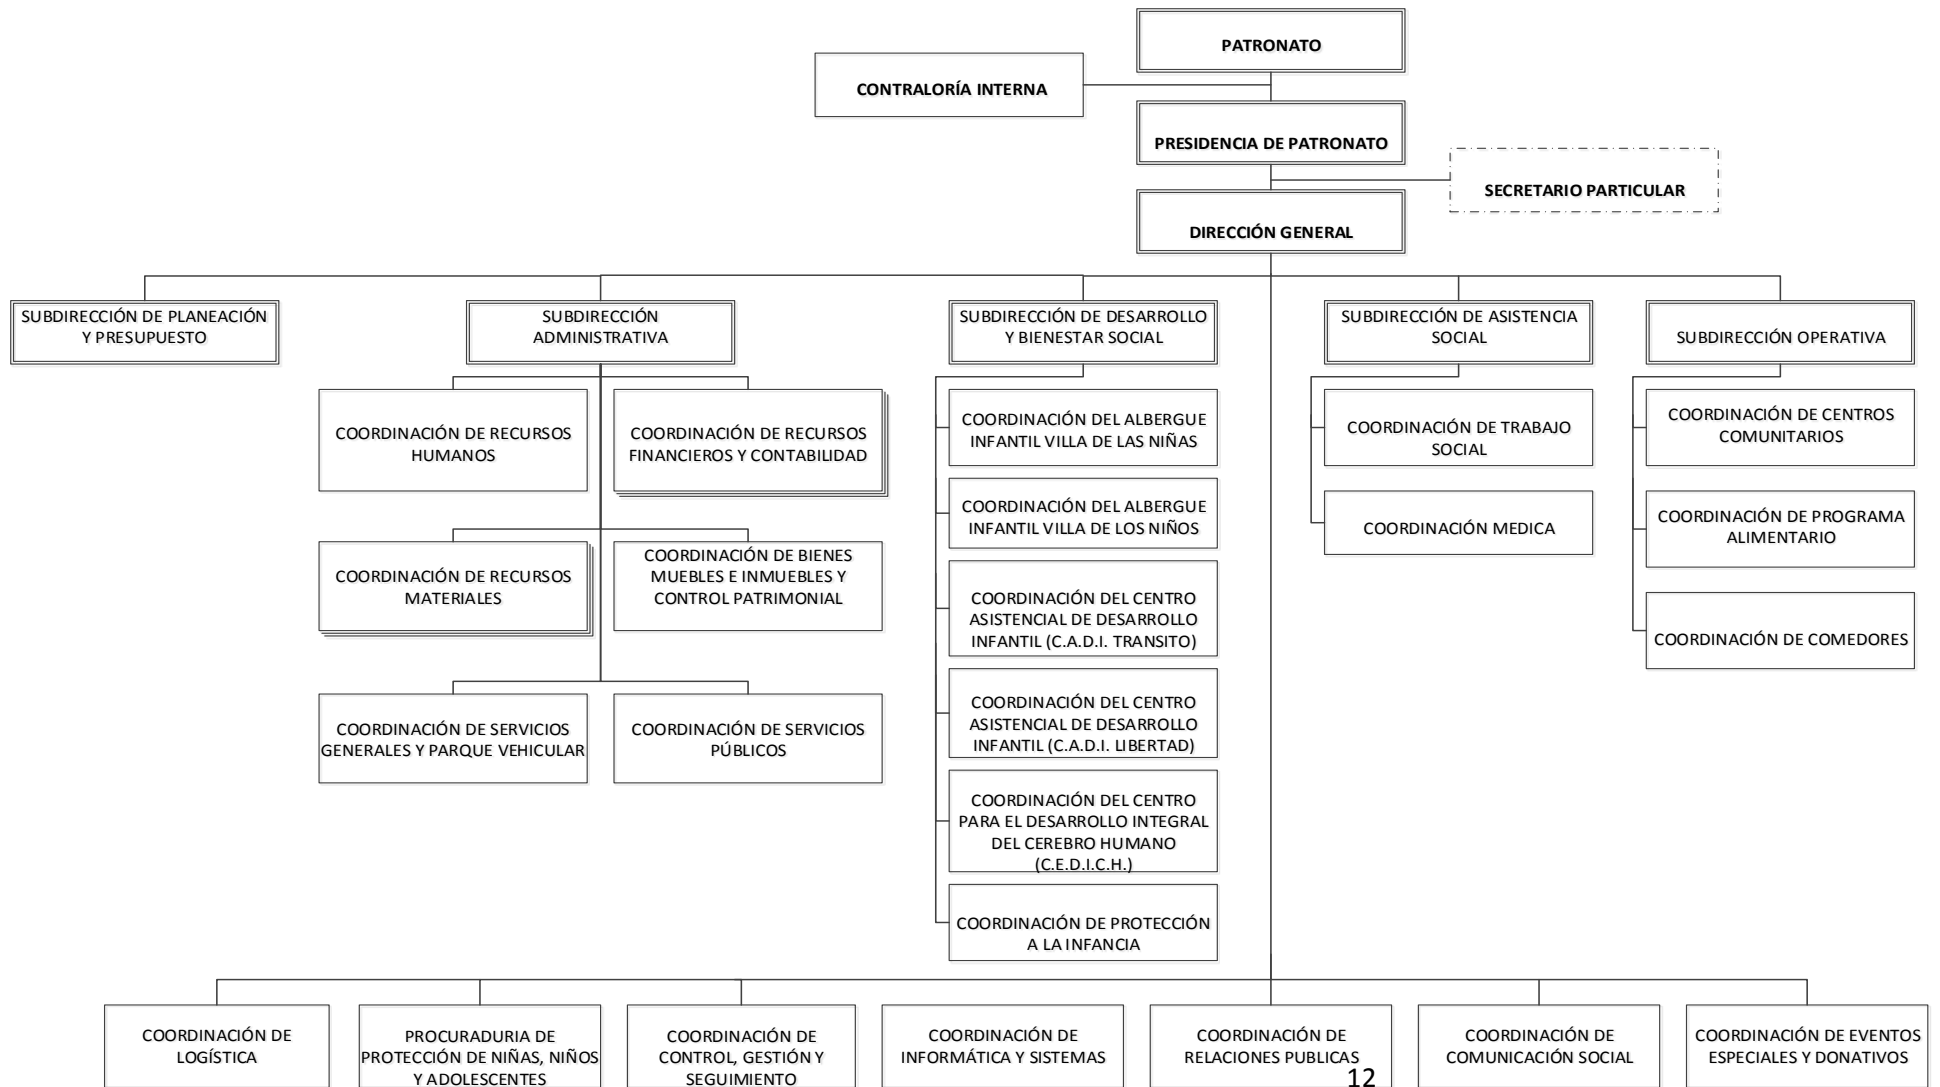 PATRONATO
CONTRALORÍA INTERNA
PRESIDENCIA DE PATRONATO
SECRETARIO PARTICULAR
DIRECCIÓN GENERAL
SUBDIRECCIÓN DE PLANEACIÓN
Y PRESUPUESTO
SUBDIRECCIÓN
ADMINISTRATIVA
SUBDIRECCIÓN DE DESARROLLO
Y BIENESTAR SOCIAL
SUBDIRECCIÓN DE ASISTENCIA
SOCIAL
SUBDIRECCIÓN OPERATIVA
COORDINACIÓN DE RECURSOS
HUMANOS
COORDINACIÓN DE RECURSOS
FINANCIEROS Y CONTABILIDAD
COORDINACIÓN DE RECURSOS
MATERIALES
COORDINACIÓN DE BIENES
MUEBLES E INMUEBLES Y
CONTROL PATRIMONIAL
COORDINACIÓN DE SERVICIOS
GENERALES Y PARQUE VEHICULAR
COORDINACIÓN DE SERVICIOS
PÚBLICOS
COORDINACIÓN DEL ALBERGUE
INFANTIL VILLA DE LAS NIÑAS
COORDINACIÓN DEL ALBERGUE
INFANTIL VILLA DE LOS NIÑOS
COORDINACIÓN DEL CENTRO
ASISTENCIAL DE DESARROLLO
INFANTIL (C.A.D.I. TRANSITO)
COORDINACIÓN DEL CENTRO
ASISTENCIAL DE DESARROLLO
INFANTIL (C.A.D.I. LIBERTAD)
COORDINACIÓN DEL CENTRO
PARA EL DESARROLLO INTEGRAL
DEL CEREBRO HUMANO
(C.E.D.I.C.H.)
COORDINACIÓN DE PROTECCIÓN
A LA INFANCIA
COORDINACIÓN DE TRABAJO
SOCIAL
COORDINACIÓN MEDICA
COORDINACIÓN DE CENTROS
COMUNITARIOS
COORDINACIÓN DE PROGRAMA
ALIMENTARIO
COORDINACIÓN DE COMEDORES
COORDINACIÓN DE
LOGÍSTICA
PROCURADURIA DE
PROTECCIÓN DE NIÑAS, NIÑOS
Y ADOLESCENTES
COORDINACIÓN DE
CONTROL, GESTIÓN Y
SEGUIMIENTO
COORDINACIÓN DE
INFORMÁTICA Y SISTEMAS
COORDINACIÓN DE
RELACIONES PUBLICAS
COORDINACIÓN DE
COMUNICACIÓN SOCIAL
COORDINACIÓN DE EVENTOS
ESPECIALES Y DONATIVOS
12